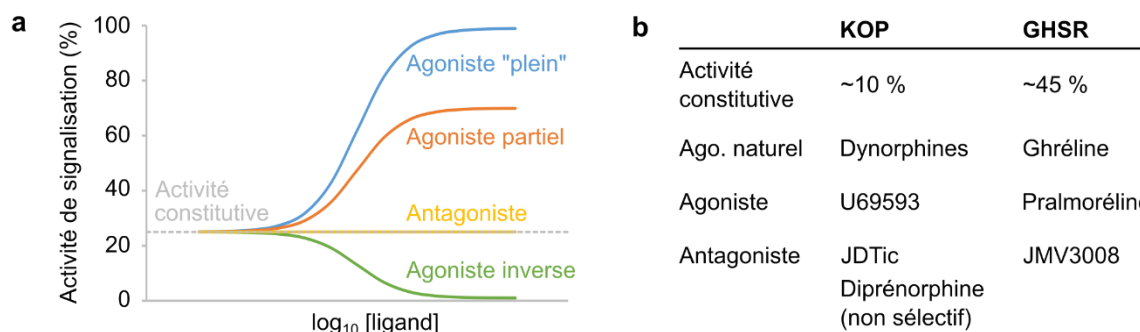 a
Activité de signalisation (%)
100
80
60
40
20
0
Agoniste "plein"
Agoniste partiel
Activité
constitutive
Antagoniste
Agoniste inverse
log10 [ligand]
b
KOP GHSR
Activité
constitutive ~10 % ~45 %
Ago. naturel Dynorphines Ghréline
Agoniste U69593 Pralmoréline
Antagoniste JDTic JMV3008
Diprénorphine
(non sélectif)